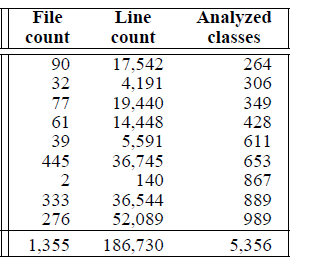 File Line Analyzed
count count classes
90 17,542 264
32 4,191 306
77 19,440 349
61 14,448 428
39 5,591 611
445 36,745 653
2 140 867
333 36,544 889
276 52,089 989
1,355 186,730 5,356